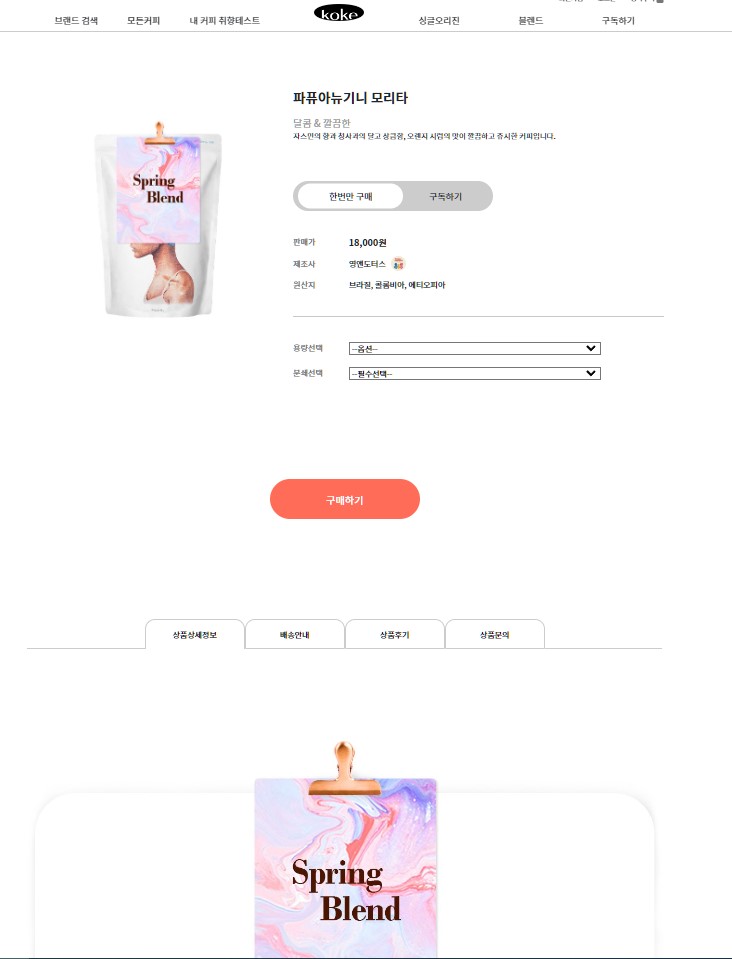 브랜드 검색
모든커피
내 커피 취향테스트
koke
싱글오리진
블렌드
구독하기
파퓨아뉴기니 모리타
달콤 & 깔끔한
자스민의 향과 청사과의 달고 상큼함, 오렌지 시럽의 맛이 깔끔하고 쥬시한 커피입니다.
한번만 구매
구독하기
판매가 18,000원
제조사 영앤도터스
원산지 브라질, 콜롬비아, 에티오피아
용량선택 --옵션--
분쇄선택 --필수선택--
Spring
Blend
구매하기
상품상세정보
배송안내
상품후기
상품문의
Spring
Blend